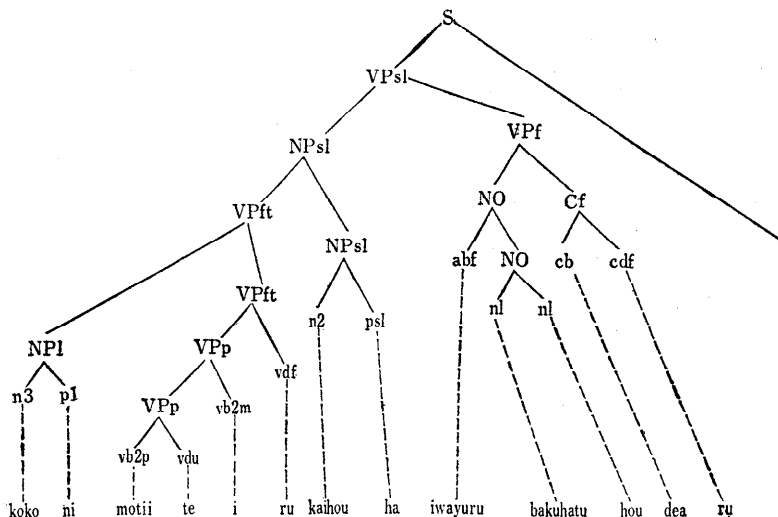 S
VPsl
VPf
NPsl
NO Cf
VPft
NPsl
abf NO cb cdf
VPft
n2 psl nl nl
NPl VPp
vdf
n3 p1 VPp vb2m
vb2p vdu
koko ni motii te i ru kaihou ha iwayuru bakuhatu hou dea ru